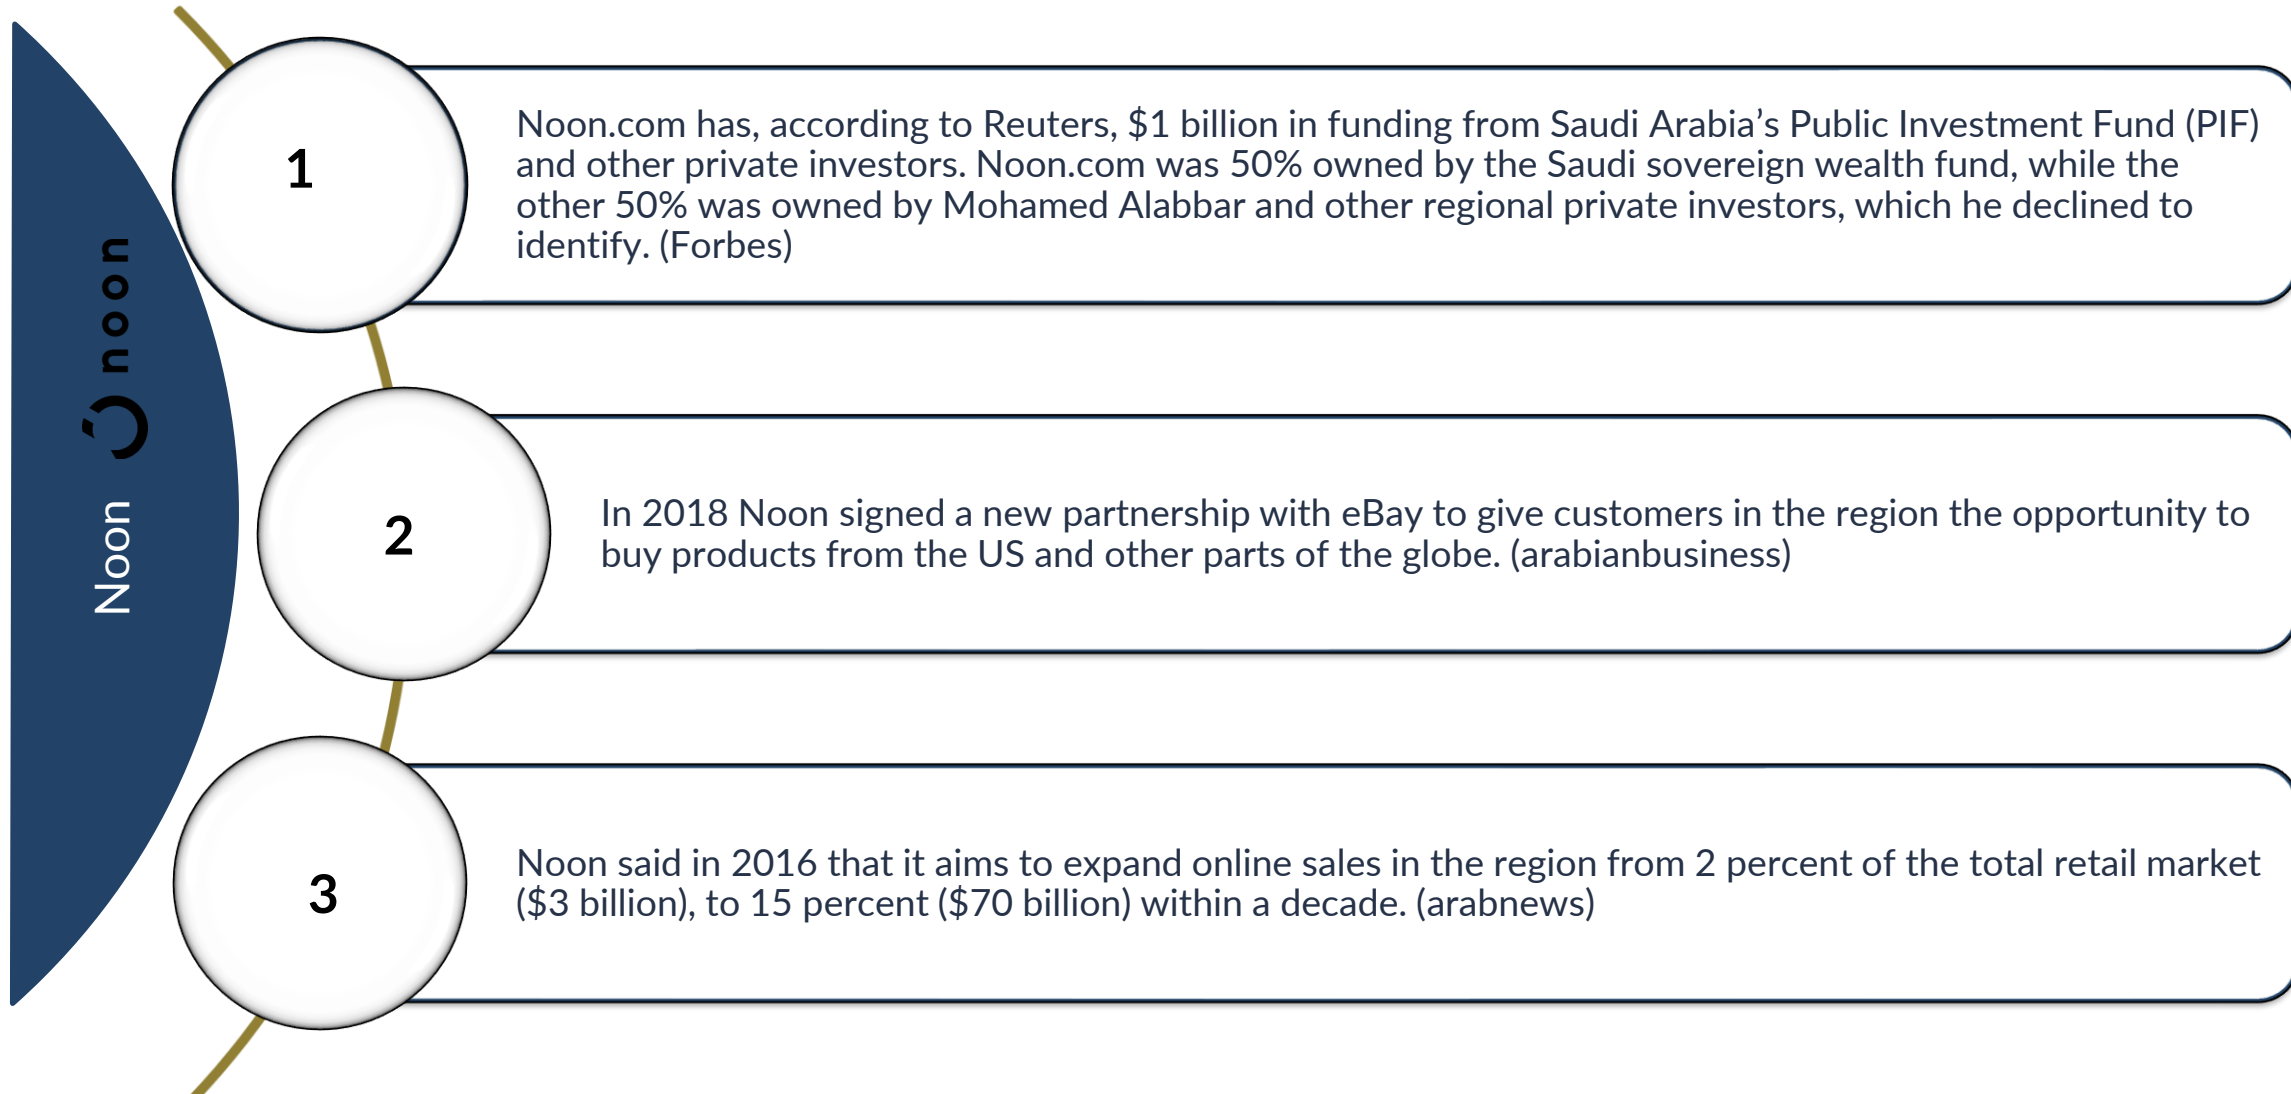 noon
Noon
1
Noon.com has, according to Reuters, $1 billion in funding from Saudi Arabia’s Public Investment Fund (PIF)
and other private investors. Noon.com was 50% owned by the Saudi sovereign wealth fund, while the
other 50% was owned by Mohamed Alabbar and other regional private investors, which he declined to
identify. (Forbes)
2
In 2018 Noon signed a new partnership with eBay to give customers in the region the opportunity to
buy products from the US and other parts of the globe. (arabianbusiness)
3
Noon said in 2016 that it aims to expand online sales in the region from 2 percent of the total retail market
($3 billion), to 15 percent ($70 billion) within a decade. (arabnews)